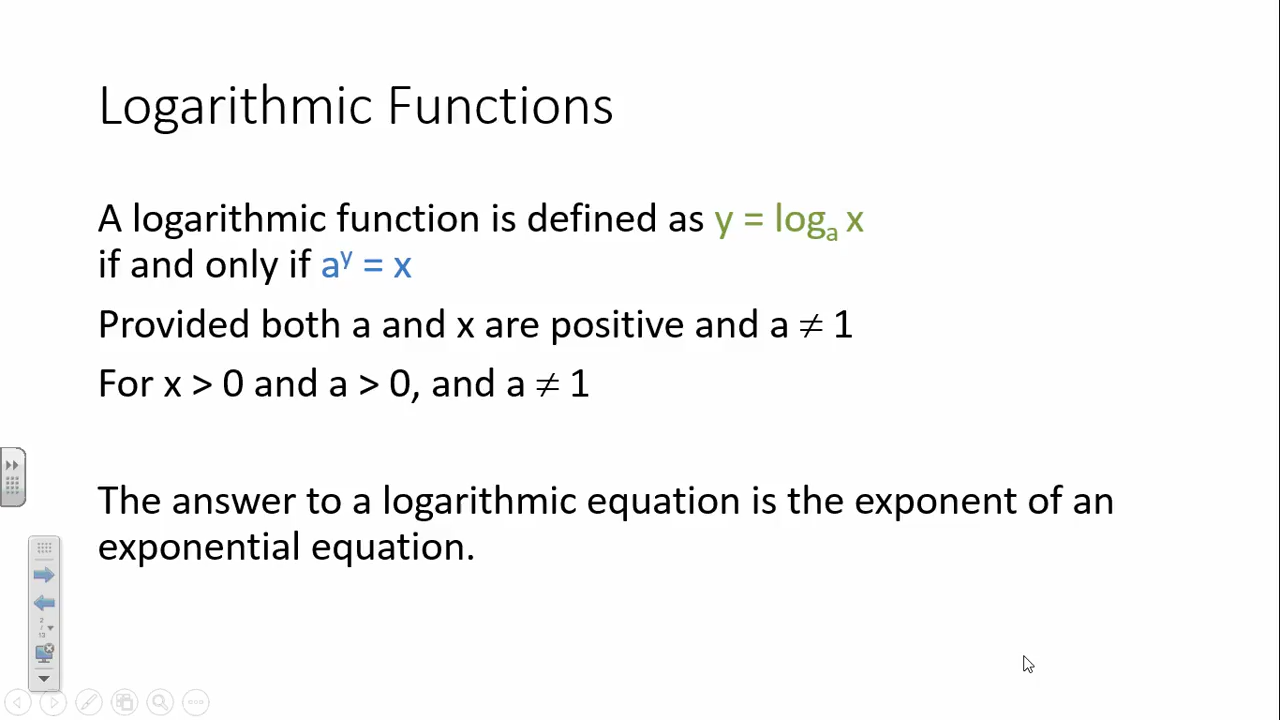 Logarithmic Functions
A logarithmic function is defined as y = logₐ x
if and only if aʸ = x
Provided both a and x are positive and a ≠ 1
For x > 0 and a > 0, and a ≠ 1
The answer to a logarithmic equation is the exponent of an
exponential equation.
2
/
13